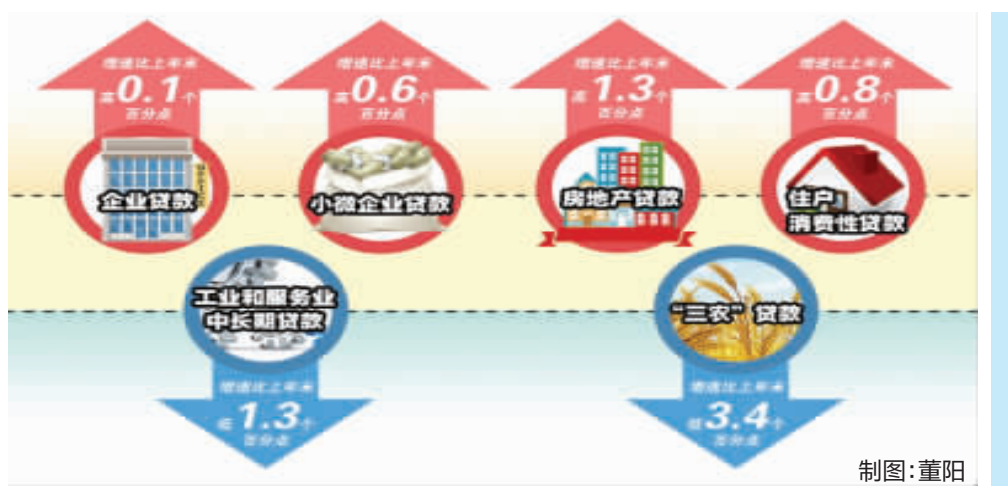 增速比上年末
高0.1个
百分点
企业贷款
增速比上年末
高0.6个
百分点
小微企业贷款
增速比上年末
高1.3个
百分点
房地产贷款
增速比上年末
高0.8个
百分点
住户
消费性贷款
工业和服务业
中长期贷款
增速比上年末
低1.3个
百分点
“三农”贷款
增速比上年末
低3.4个
百分点
制图:董阳